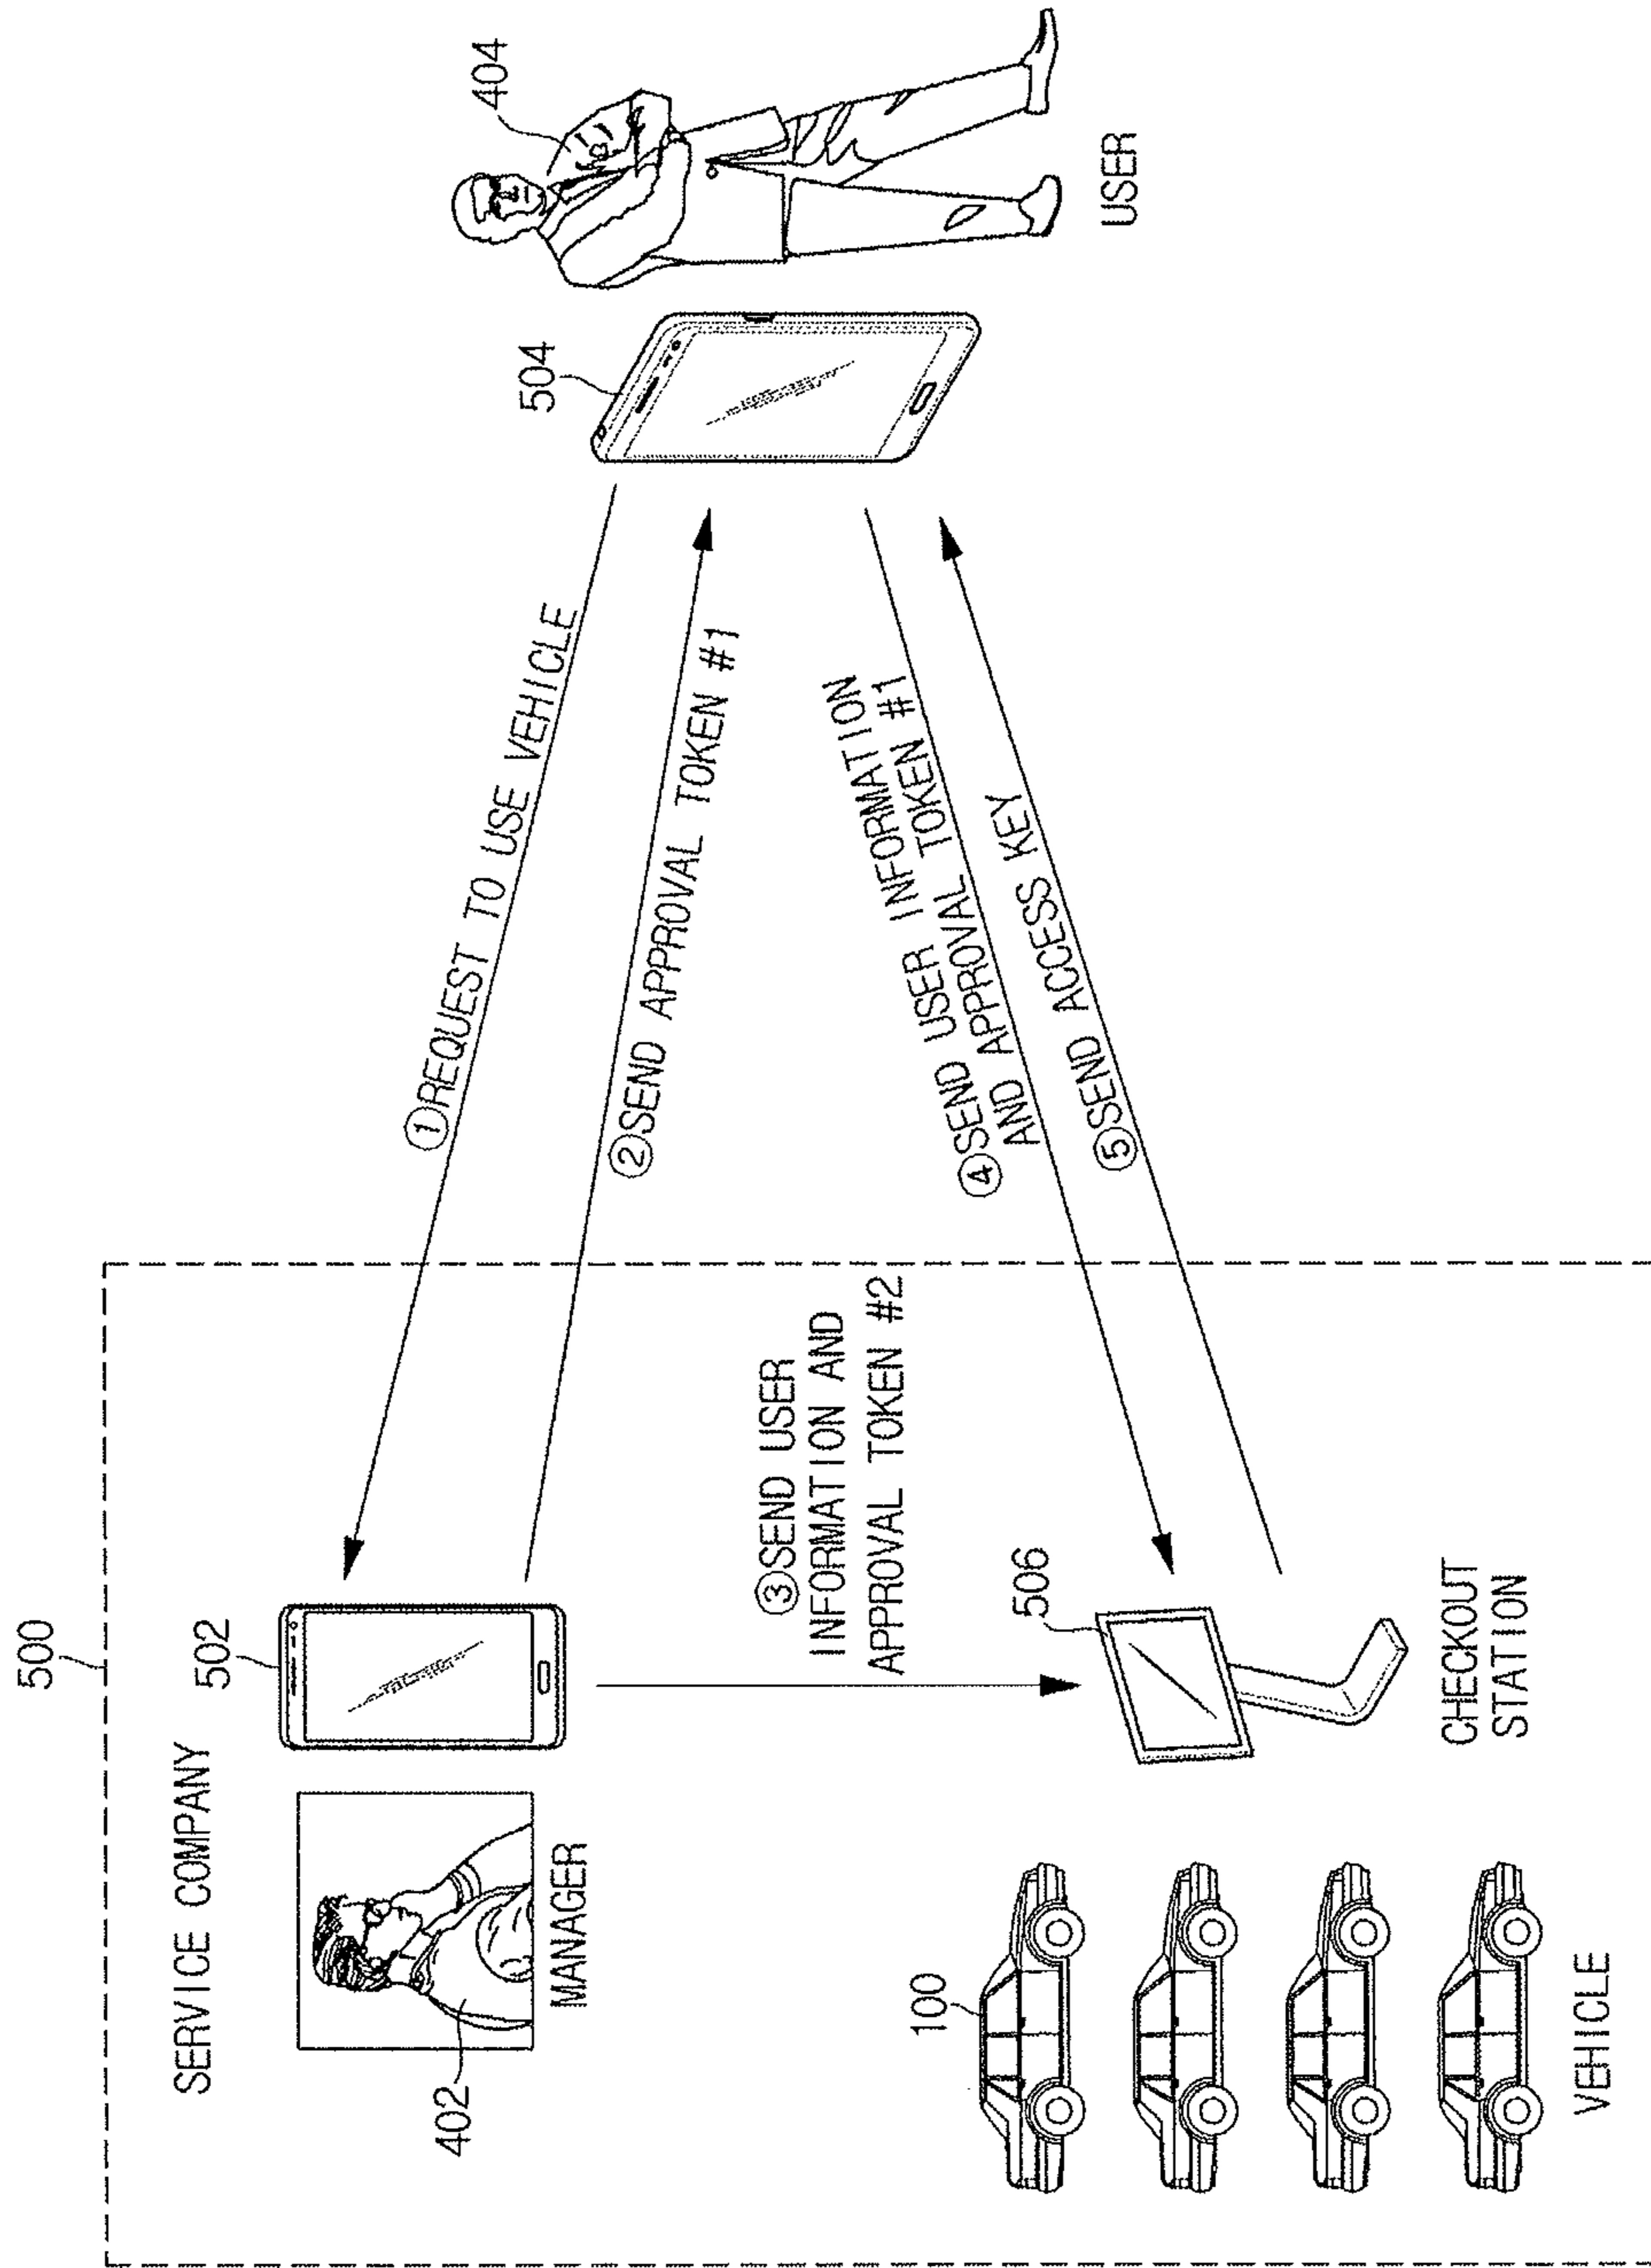 500
SERVICE COMPANY
502
402
MANAGER
①REQUEST TO USE VEHICLE
②SEND APPROVAL TOKEN #1
504
404
USER
③SEND USER
INFORMATION AND
APPROVAL TOKEN #2
④SEND USER INFORMATION
AND APPROVAL TOKEN #1
⑤SEND ACCESS KEY
506
CHECKOUT
STATION
100
VEHICLE